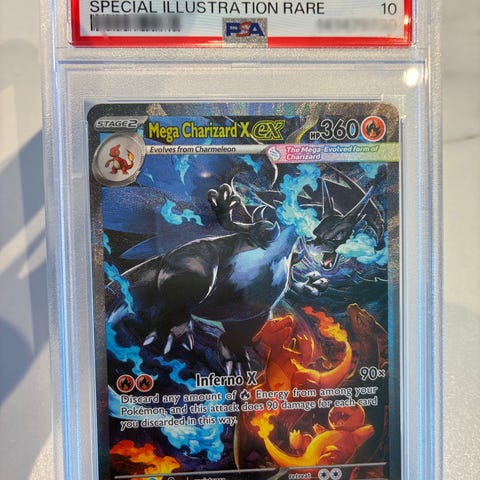 SPECIAL ILLUSTRATION RARE 10
PSA
STAGE2 Mega Charizard X ex HP 360
Evolves from Charmeleon
The Mega-Evolved form of
Charizard
Inferno X 90×
Discard any amount of Energy from among your
Pokémon, and this attack does 90 damage for each card
you discarded in this way.
retreat